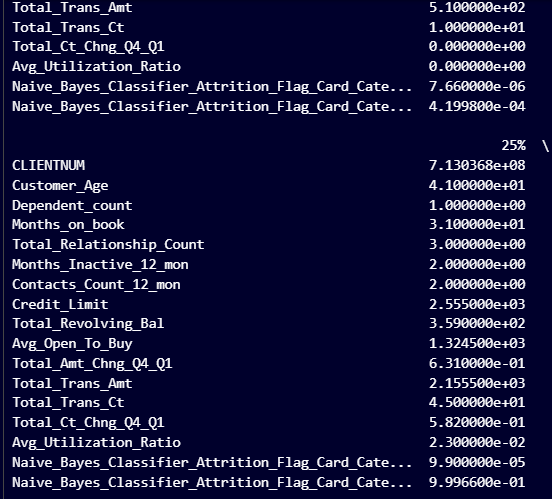 Total_Trans_Amt 5.100000e+02
Total_Trans_Ct 1.000000e+01
Total_Ct_Chng_Q4_Q1 0.000000e+00
Avg_Utilization_Ratio 0.000000e+00
Naive_Bayes_Classifier_Attrition_Flag_Card_Cate... 7.660000e-06
Naive_Bayes_Classifier_Attrition_Flag_Card_Cate... 4.199800e-04
25% \
CLIENTNUM 7.130368e+08
Customer_Age 4.100000e+01
Dependent_count 1.000000e+00
Months_on_book 3.100000e+01
Total_Relationship_Count 3.000000e+00
Months_Inactive_12_mon 2.000000e+00
Contacts_Count_12_mon 2.000000e+00
Credit_Limit 2.555000e+03
Total_Revolving_Bal 3.590000e+02
Avg_Open_To_Buy 1.324500e+03
Total_Amt_Chng_Q4_Q1 6.310000e-01
Total_Trans_Amt 2.155500e+03
Total_Trans_Ct 4.500000e+01
Total_Ct_Chng_Q4_Q1 5.820000e-01
Avg_Utilization_Ratio 2.300000e-02
Naive_Bayes_Classifier_Attrition_Flag_Card_Cate... 9.900000e-05
Naive_Bayes_Classifier_Attrition_Flag_Card_Cate... 9.996600e-01